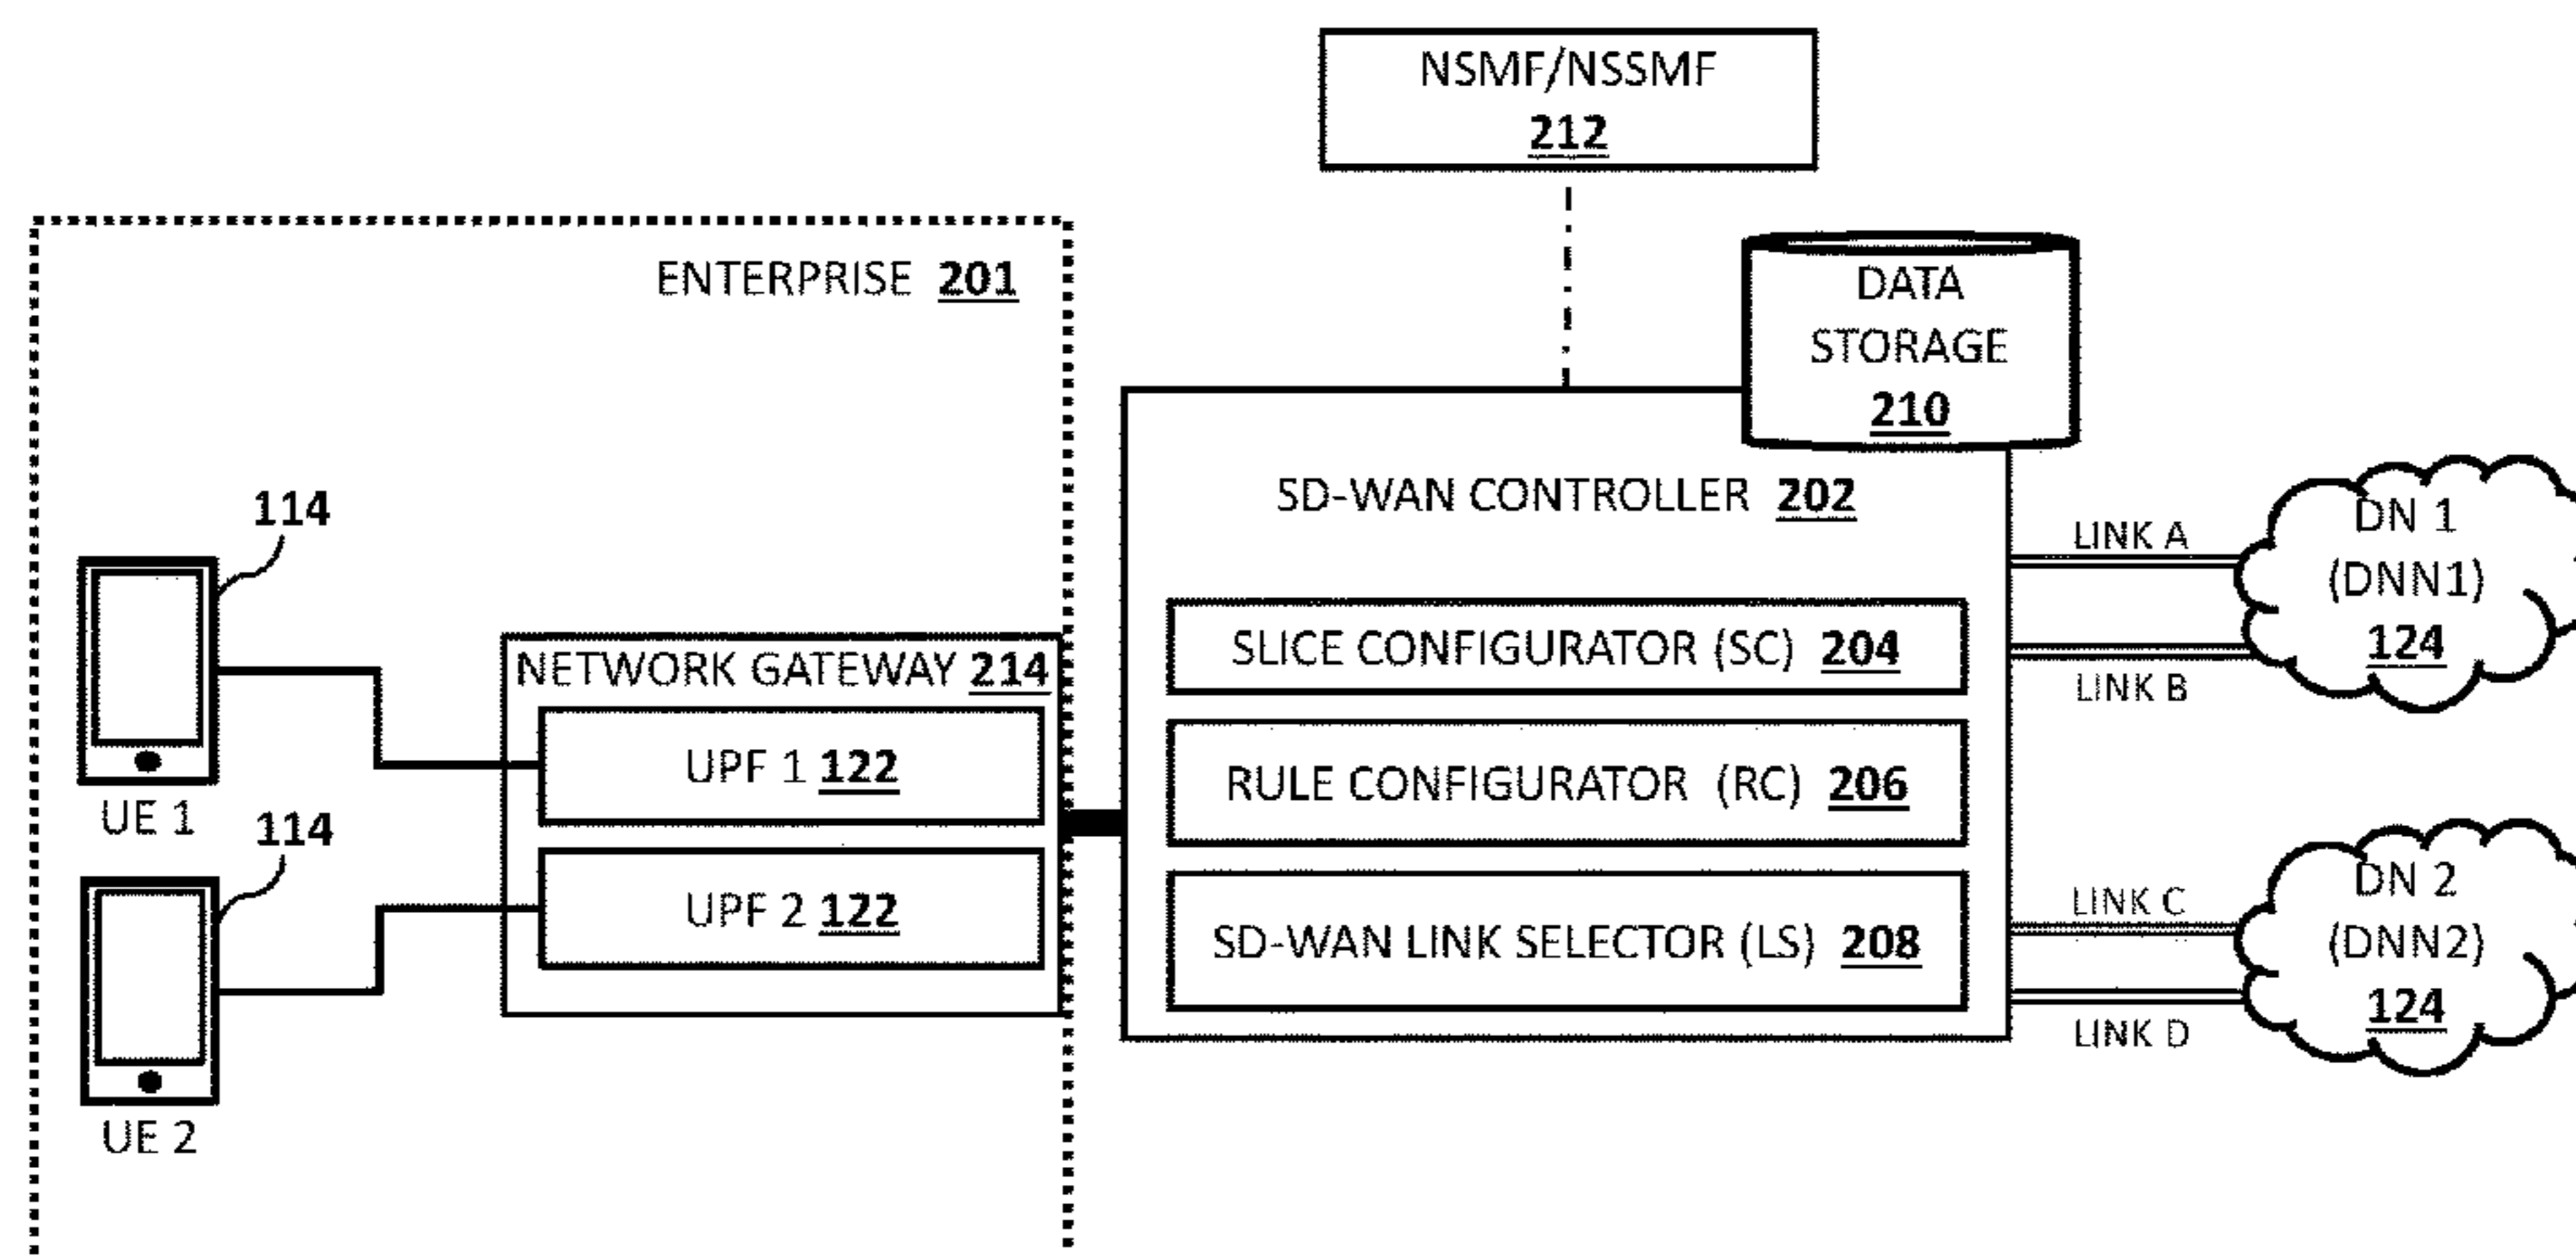 NSMF/NSSMF
212
ENTERPRISE 201
DATA
STORAGE
210
SD-WAN CONTROLLER 202
114
UE 1
114
UE 2
NETWORK GATEWAY 214
UPF 1 122
UPF 2 122
SLICE CONFIGURATOR (SC) 204
RULE CONFIGURATOR (RC) 206
SD-WAN LINK SELECTOR (LS) 208
LINK A
LINK B
DN 1
(DNN1)
124
LINK C
LINK D
DN 2
(DNN2)
124